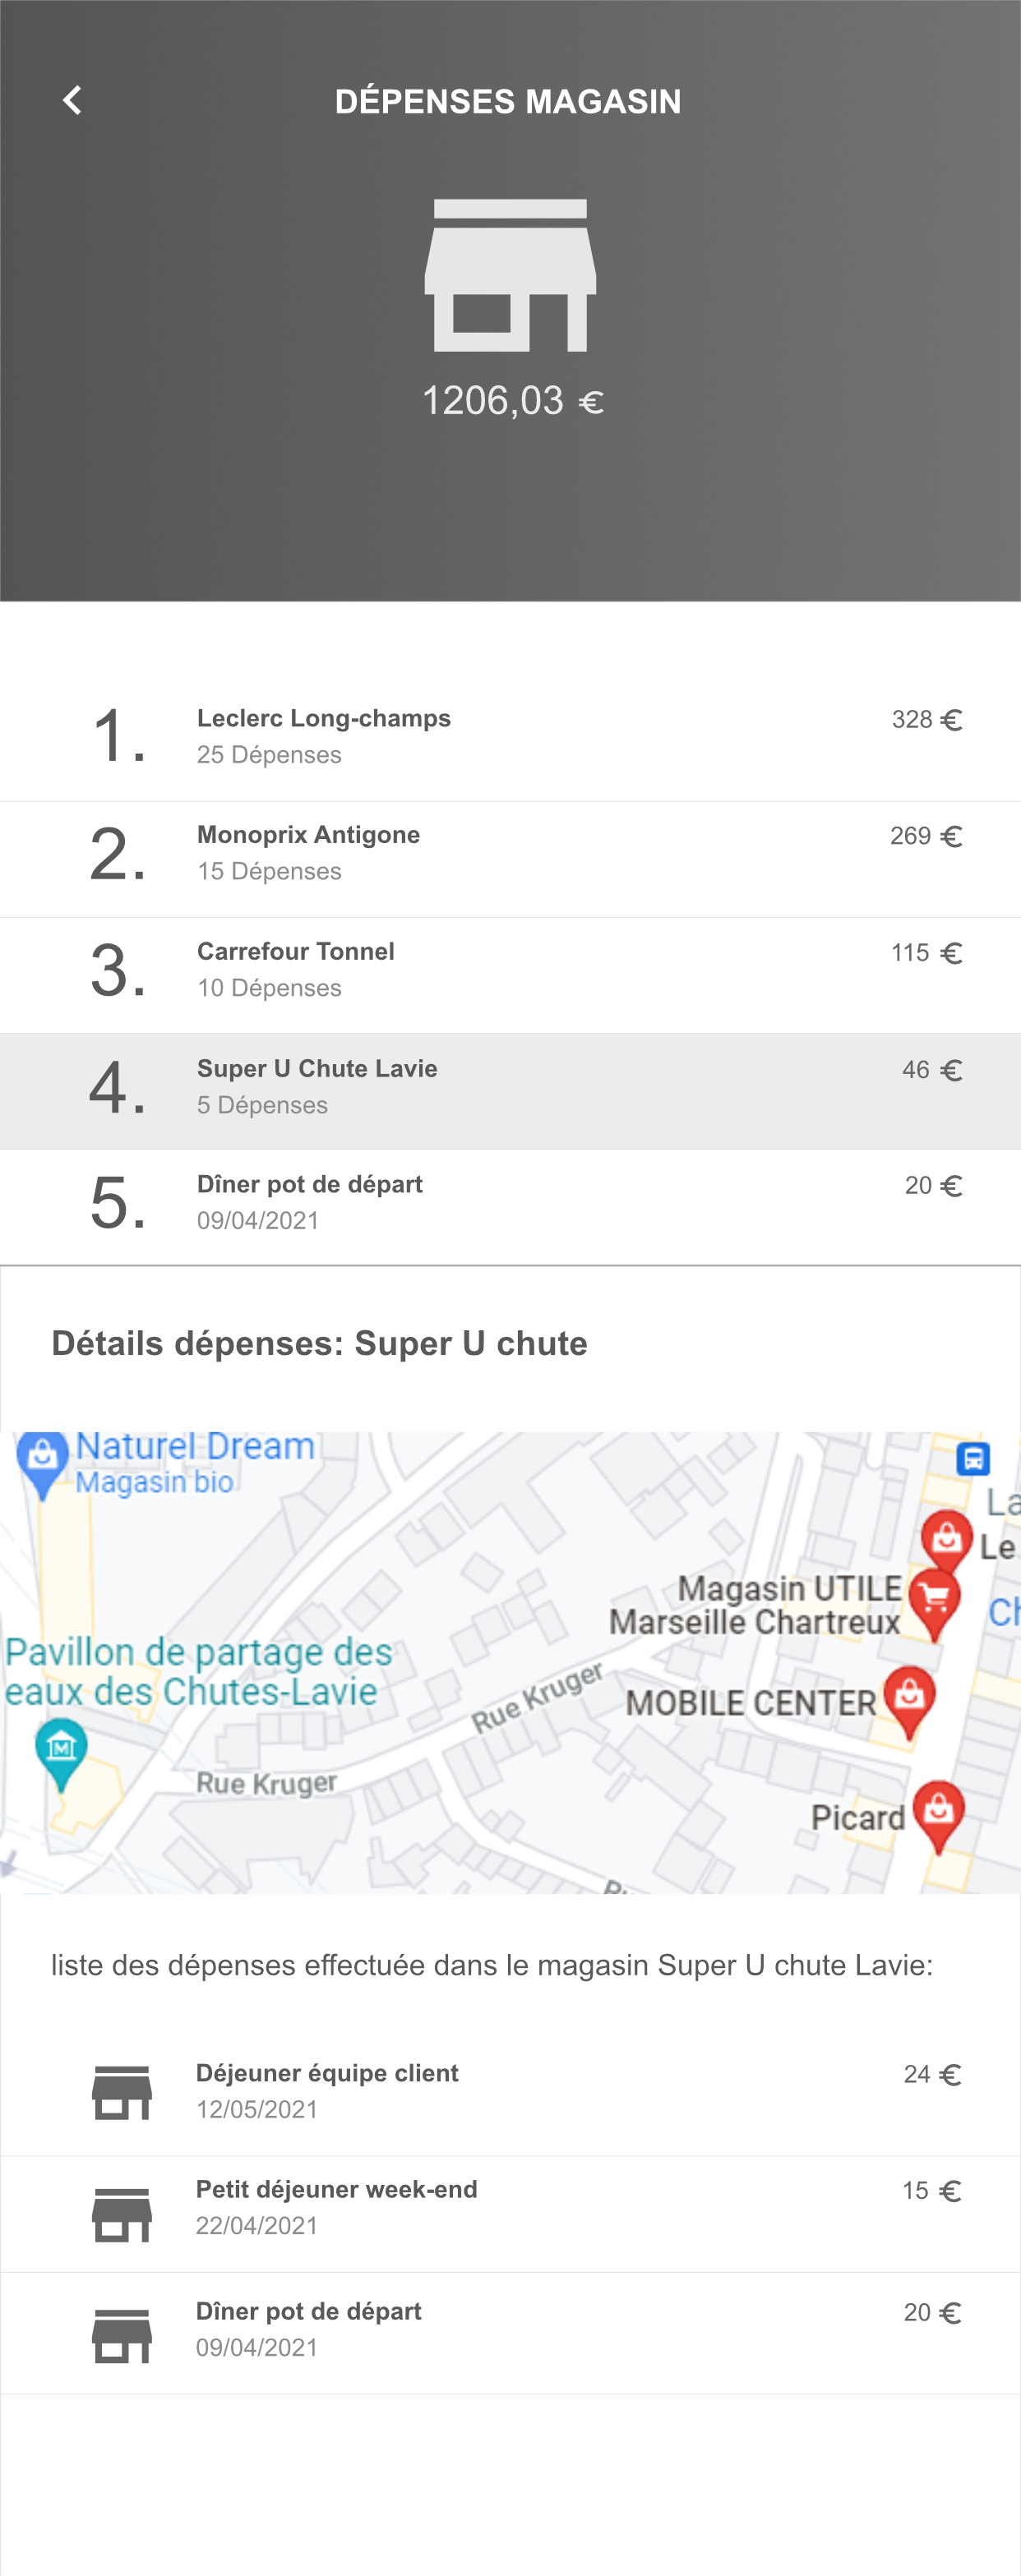 DÉPENSES MAGASIN
1206,03 €
1. Leclerc Long-champs 328 €
25 Dépenses
2. Monoprix Antigone 269 €
15 Dépenses
3. Carrefour Tonnel 115 €
10 Dépenses
4. Super U Chute Lavie 46 €
5 Dépenses
5. Dîner pot de départ 20 €
09/04/2021
Détails dépenses: Super U chute
Naturel Dream
Magasin bio
La
Le
Magasin UTILE
Marseille Chartreux
Ch
Pavillon de partage des
eaux des Chutes-Lavie
Rue Kruger
MOBILE CENTER
Rue Kruger
Picard
liste des dépenses effectuée dans le magasin Super U chute Lavie:
Déjeuner équipe client 24 €
12/05/2021
Petit déjeuner week-end 15 €
22/04/2021
Dîner pot de départ 20 €
09/04/2021